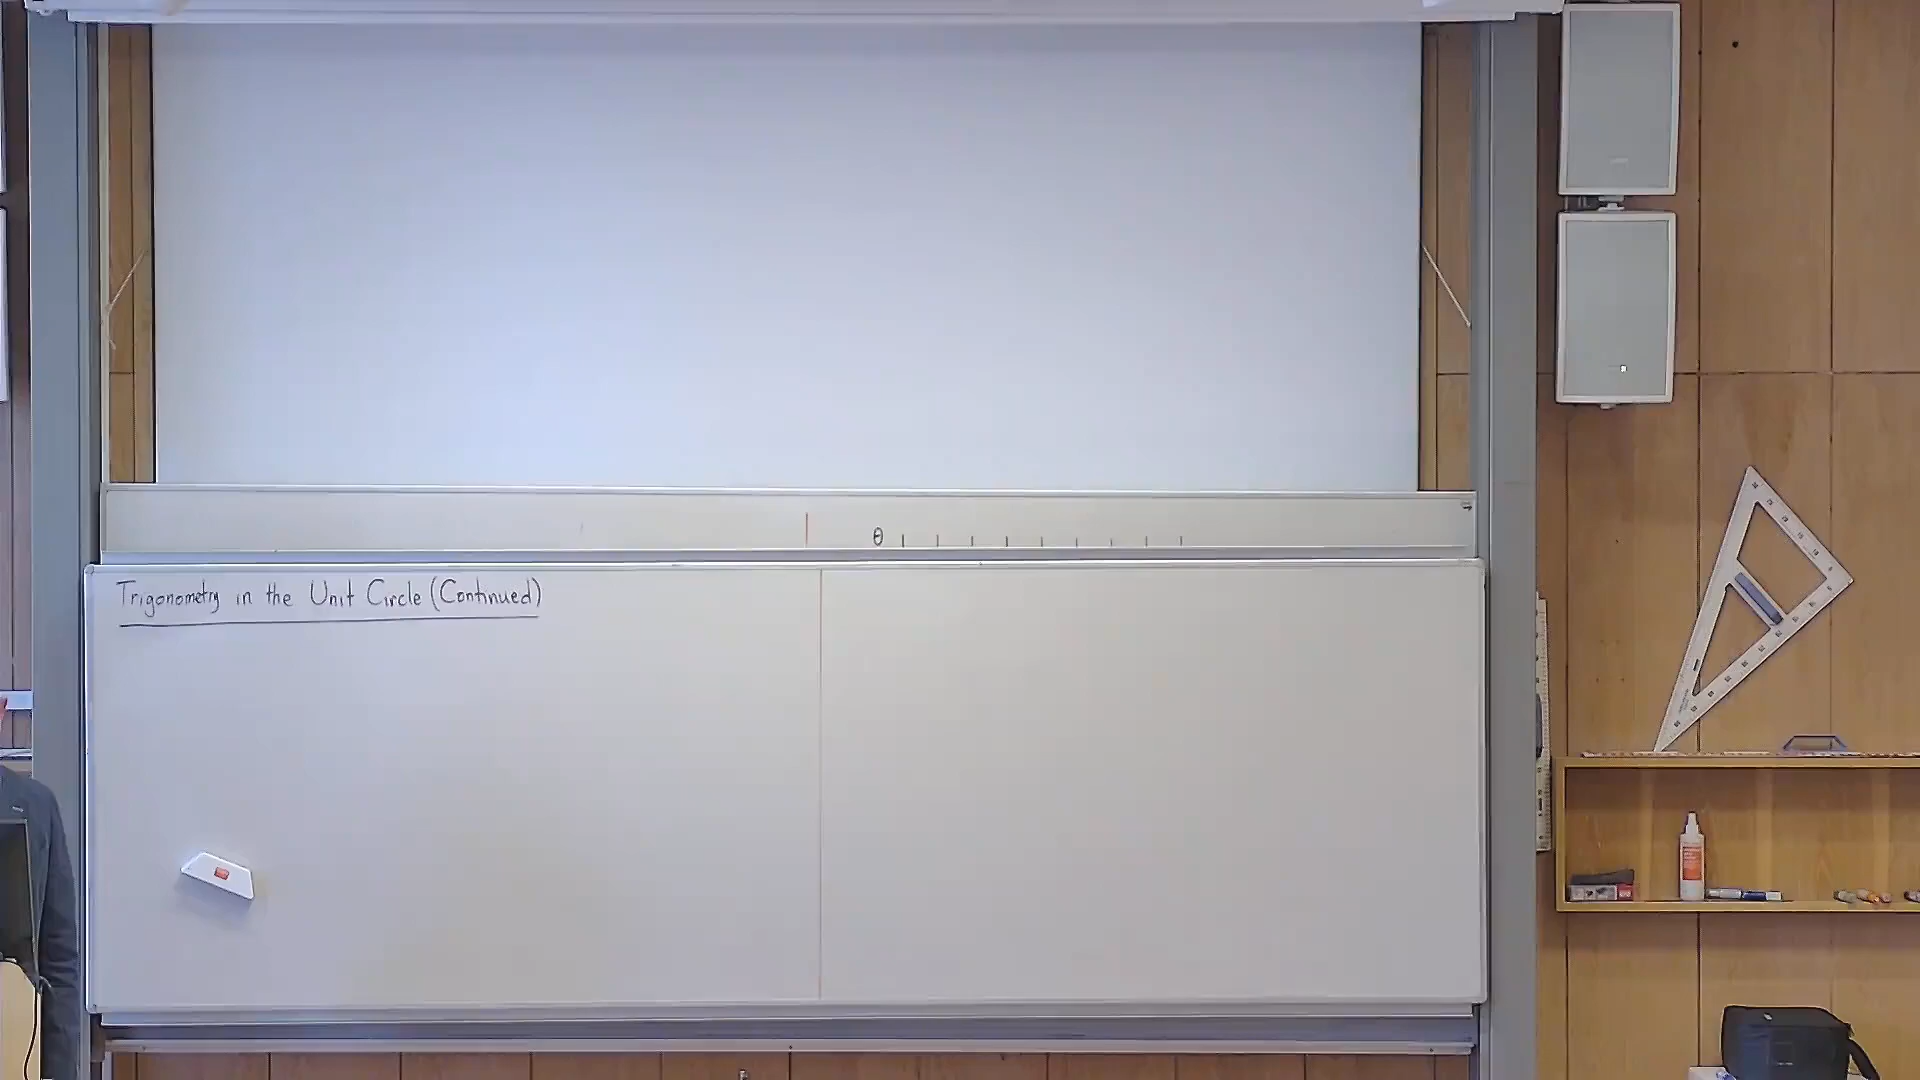 θ
Trigonometry in the Unit Circle (Continued)